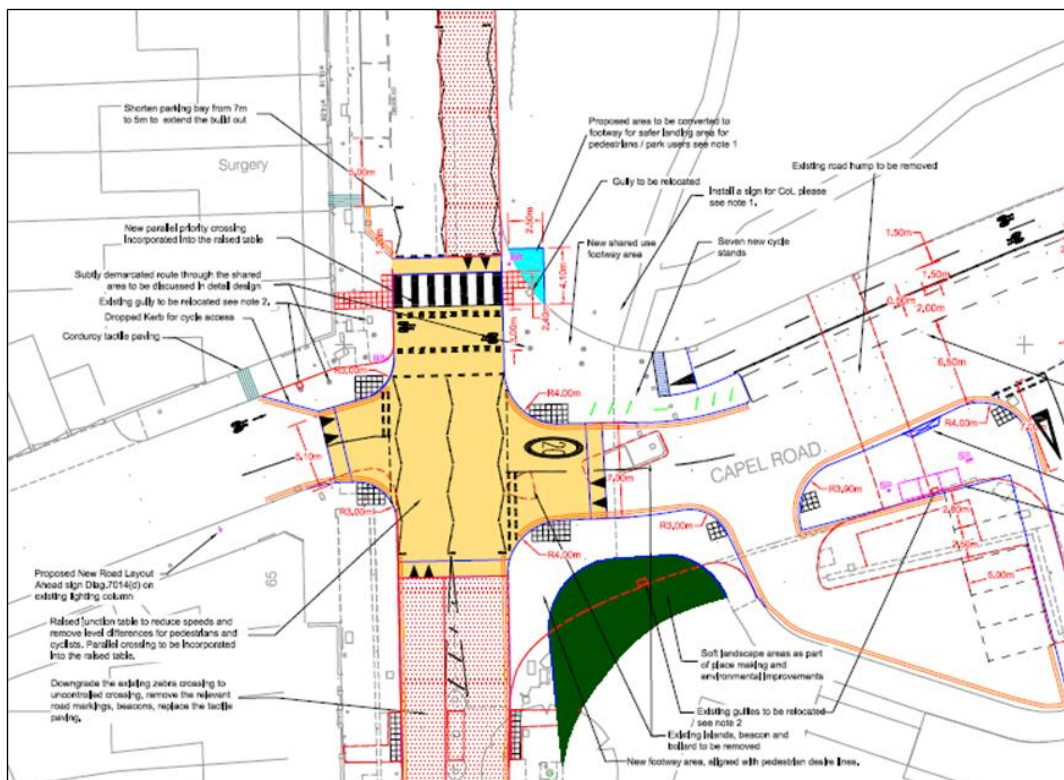 Shorten parking bay from 7m
to 5m to extend the build out
Surgery
5.00m
New parallel priority crossing
incorporated into the raised table
Subtly demarcated route through the shared
area to be discussed in detail design
Existing gully to be relocated see note 2.
Dropped Kerb for cycle access
Corduroy tactile paving
Proposed area to be converted to
footway for safer landing area for
pedestrians / park users see note 1
Gully to be relocated
Install a sign for CoL please
see note 1.
New shared use
footway area
Seven new cycle
stands
Existing road hump to be removed
2.50m
4.10m
2.40
3.00m
1.50m
1.50m
0.50m
2.00m
6.50m
R3.00m
R4.00m
5.10m
20
7.00m
CAPEL ROAD.
R4.00m
R3.90m
R3.00m
R3.00m
R4.00m
2.50m
5.00m
65
Proposed New Road Layout
Ahead sign Diag.7014(d) on
existing lighting column
Raised junction table to reduce speeds and
remove level differences for pedestrians and
cyclists. Parallel crossing to be incorporated
into the raised table.
Downgrade the existing zebra crossing to
uncontrolled crossing, remove the relevant
road markings, beacons, replace the tactile
paving.
Soft landscape areas as part
of place making and
environmental improvements
Existing gullies to be relocated
see note 2
Existing islands, beacon and
bollard to be removed
New footway area, aligned with pedestrian desire lines.